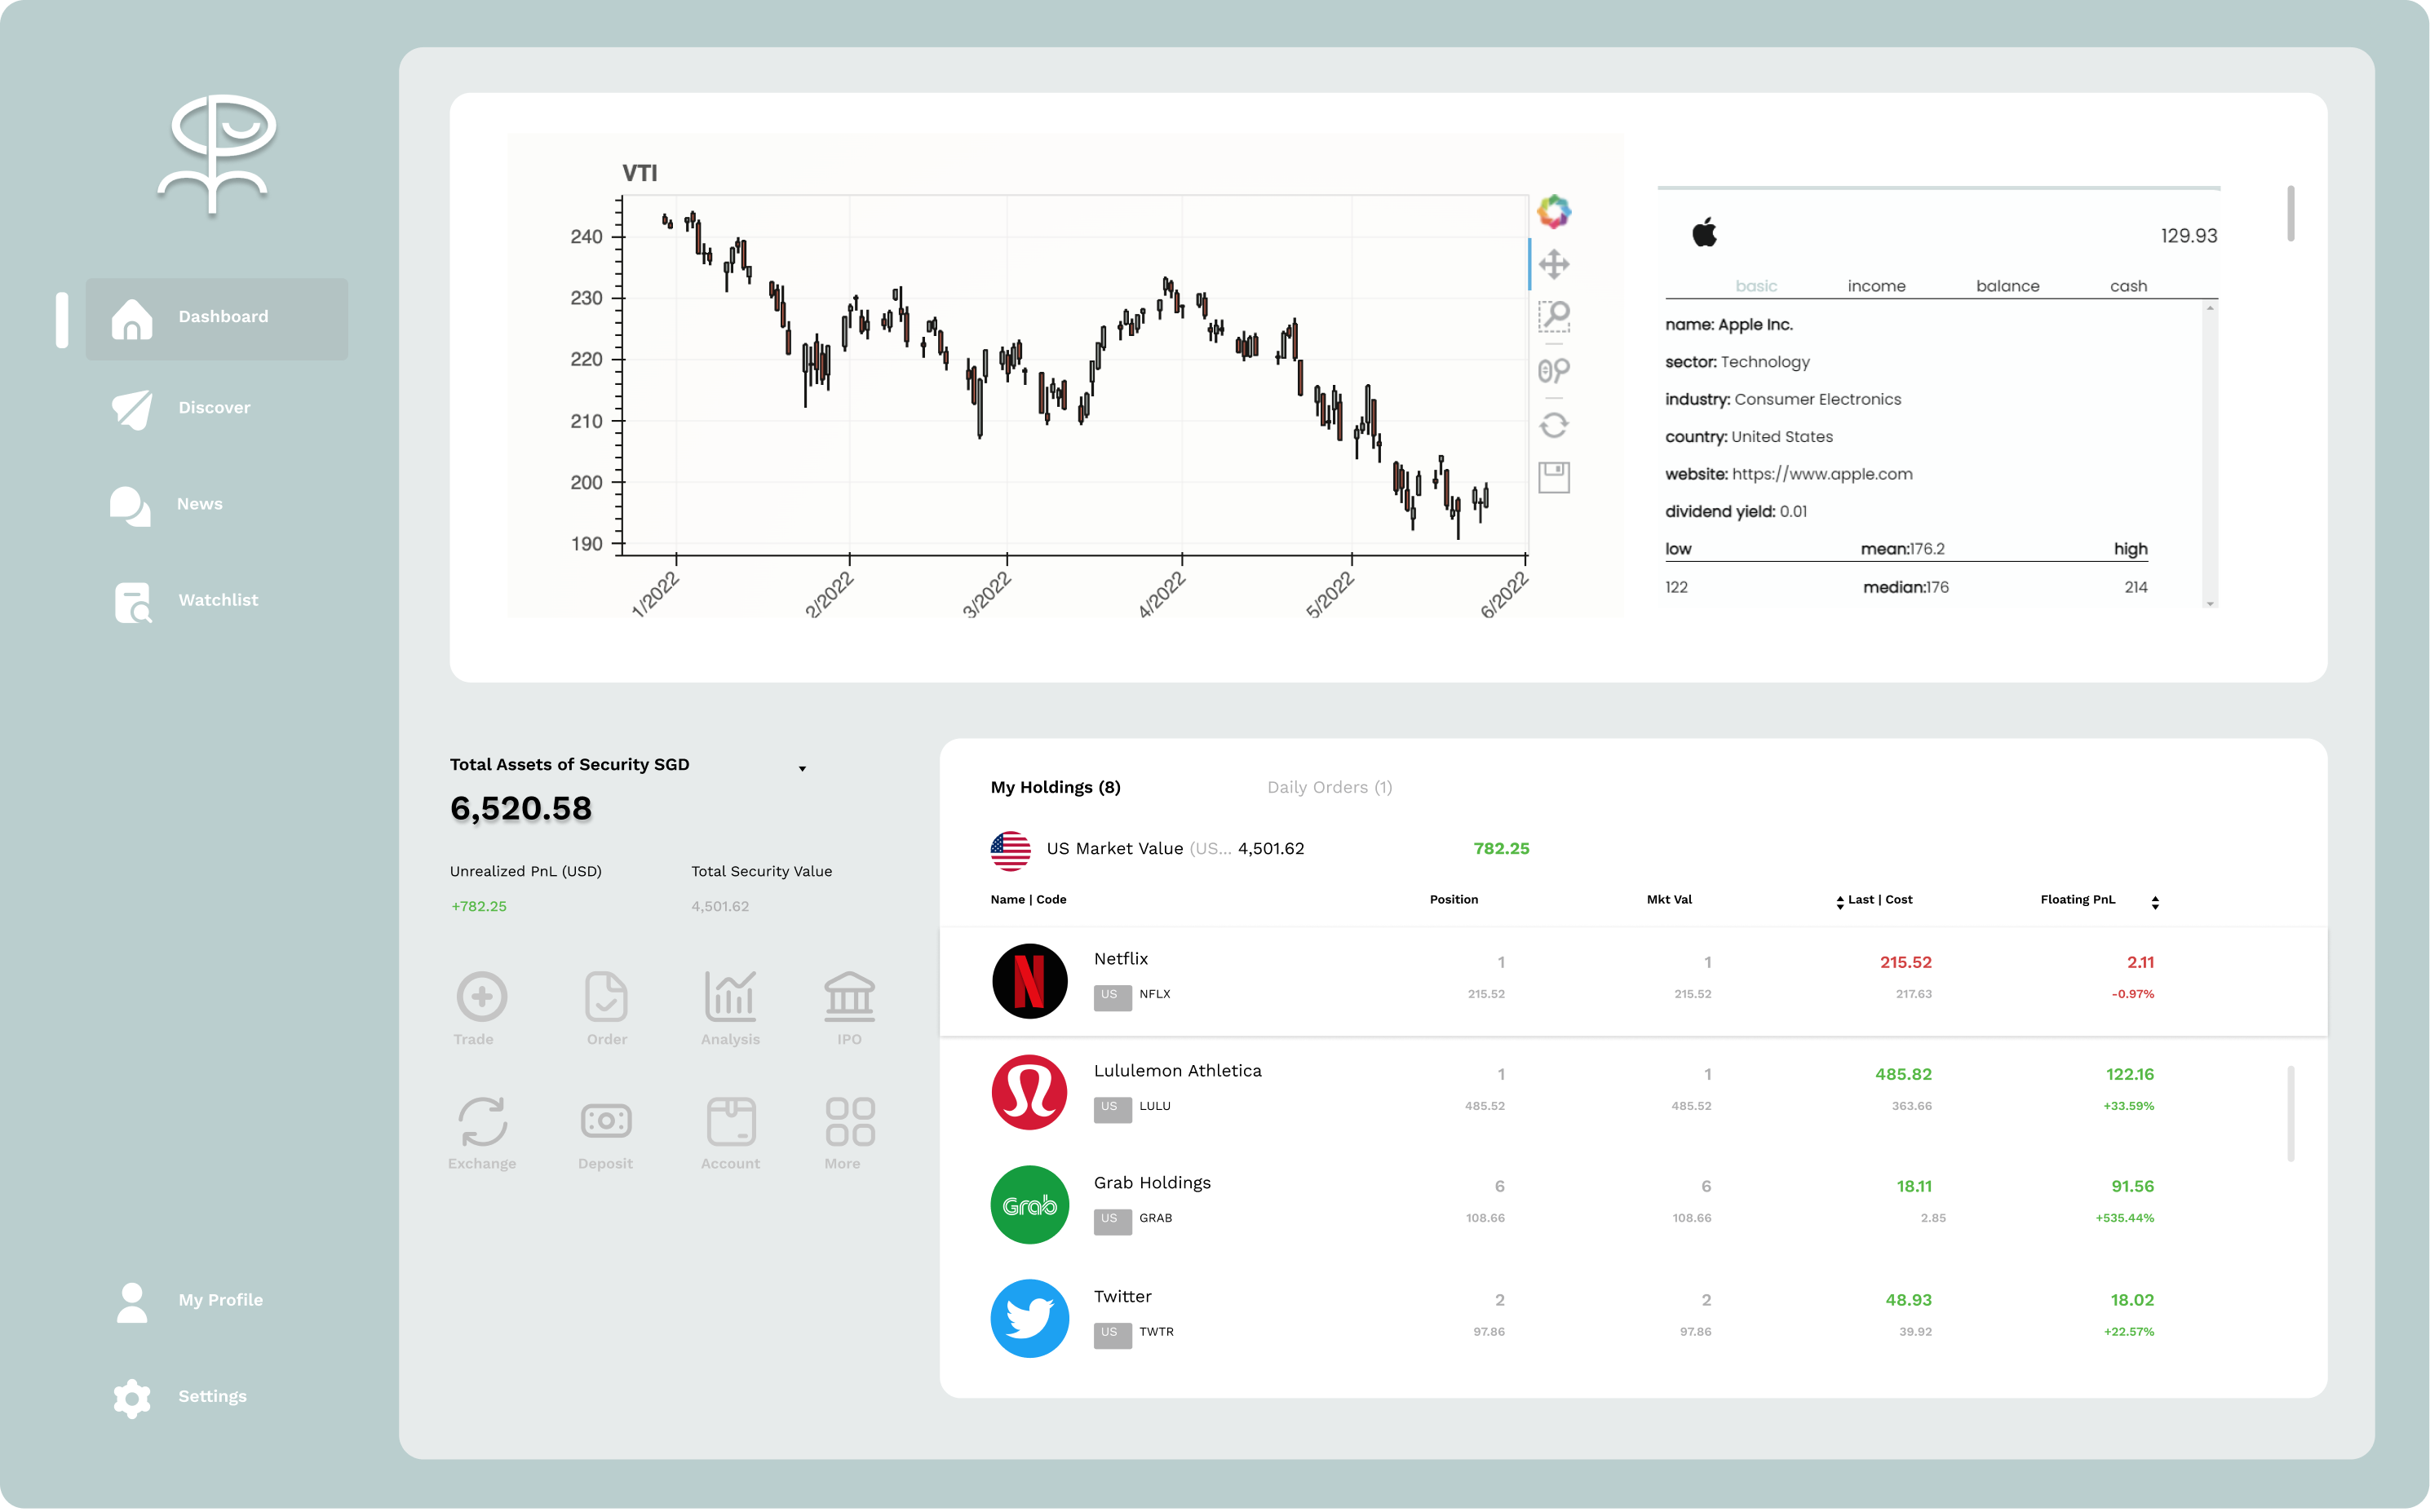 Dashboard
Discover
News
Watchlist
My Profile
Settings
VTI
240
230
220
210
200
190
1/2022
2/2022
3/2022
4/2022
5/2022
6/2022
129.93
basic income balance cash
name: Apple Inc.
sector: Technology
industry: Consumer Electronics
country: United States
website: https://www.apple.com
dividend yield: 0.01
low mean:176.2 high
122 median:176 214
Total Assets of Security SGD
6,520.58
Unrealized PnL (USD) Total Security Value
+782.25 4,501.62
Trade Order Analysis IPO
Exchange Deposit Account More
My Holdings (8) Daily Orders (1)
US Market Value (US... 4,501.62 782.25
Name | Code Position Mkt Val Last | Cost Floating PnL
Netflix 1 1 215.52 2.11
US NFLX 215.52 215.52 217.63 -0.97%
Lululemon Athletica 1 1 485.82 122.16
US LULU 485.52 485.52 363.66 +33.59%
Grab
Grab Holdings 6 6 18.11 91.56
US GRAB 108.66 108.66 2.85 +535.44%
Twitter 2 2 48.93 18.02
US TWTR 97.86 97.86 39.92 +22.57%